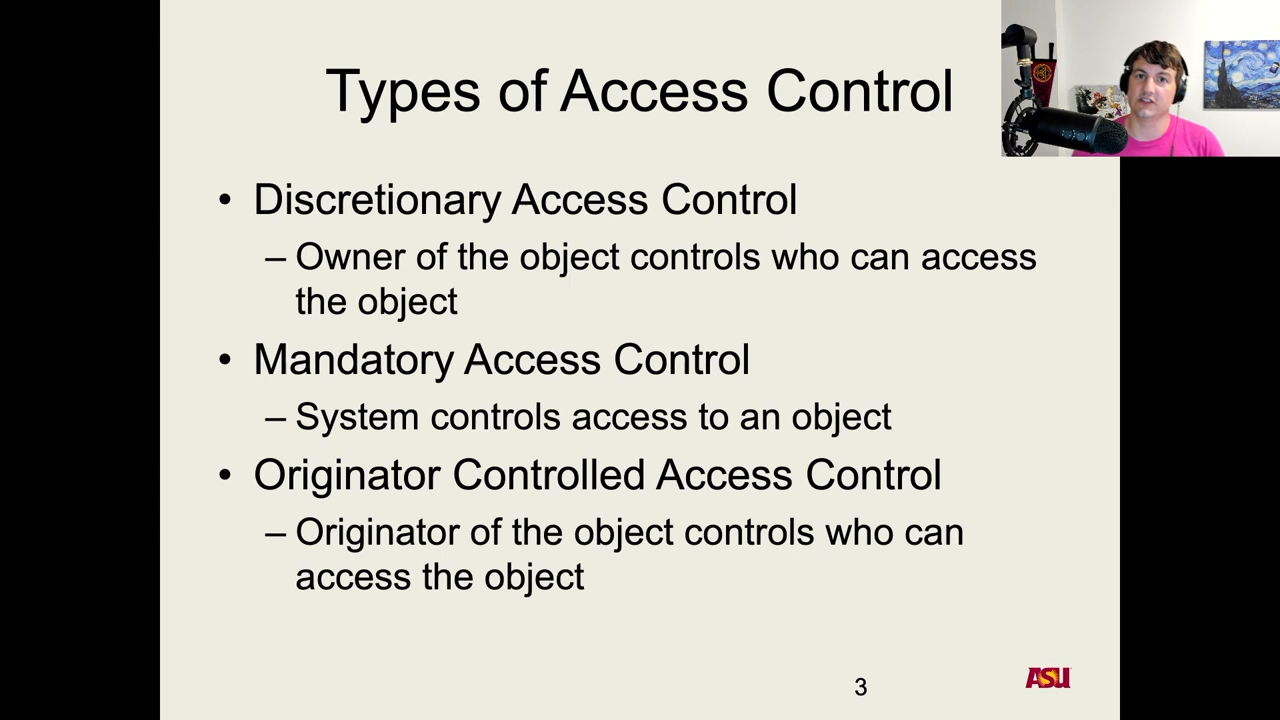 Types of Access Control
• Discretionary Access Control
– Owner of the object controls who can access
the object
• Mandatory Access Control
– System controls access to an object
• Originator Controlled Access Control
– Originator of the object controls who can
access the object
3
ASU